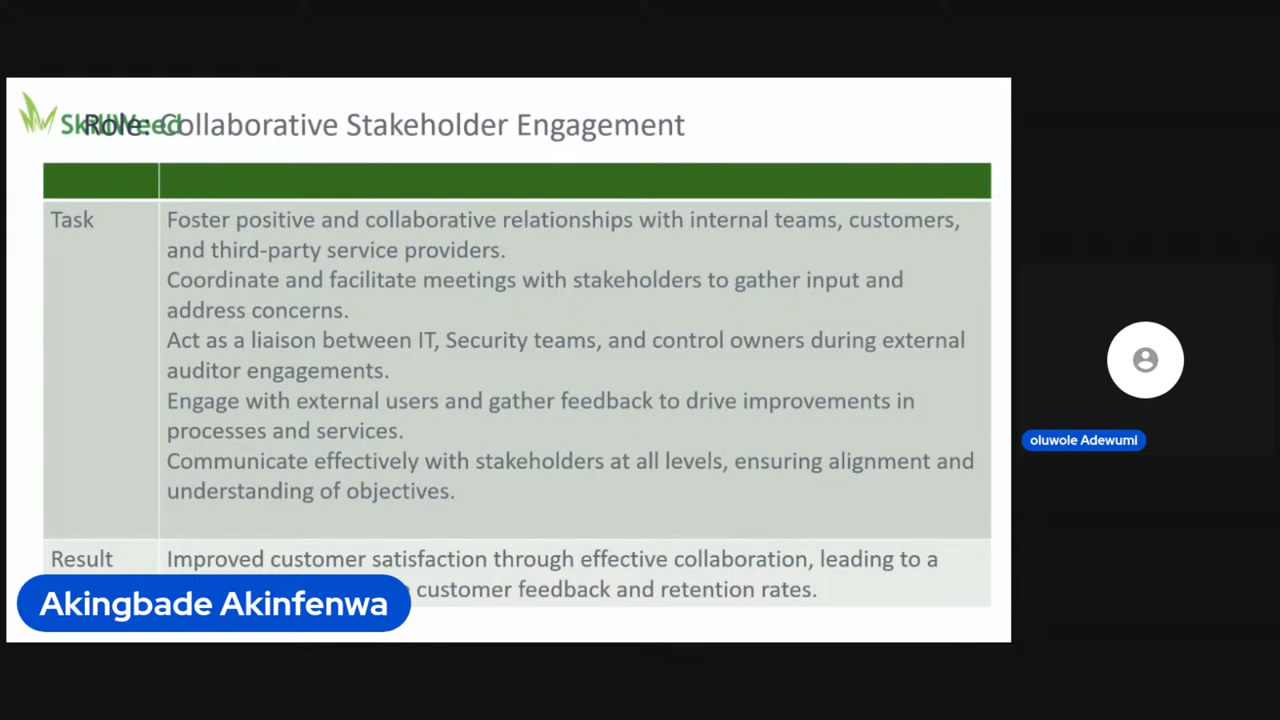 SkillWeed
Role: Collaborative Stakeholder Engagement
Task
Foster positive and collaborative relationships with internal teams, customers,
and third-party service providers.
Coordinate and facilitate meetings with stakeholders to gather input and
address concerns.
Act as a liaison between IT, Security teams, and control owners during external
auditor engagements.
Engage with external users and gather feedback to drive improvements in
processes and services.
Communicate effectively with stakeholders at all levels, ensuring alignment and
understanding of objectives.
Result
Improved customer satisfaction through effective collaboration, leading to a
customer feedback and retention rates.
Akingbade Akinfenwa
oluwole Adewumi